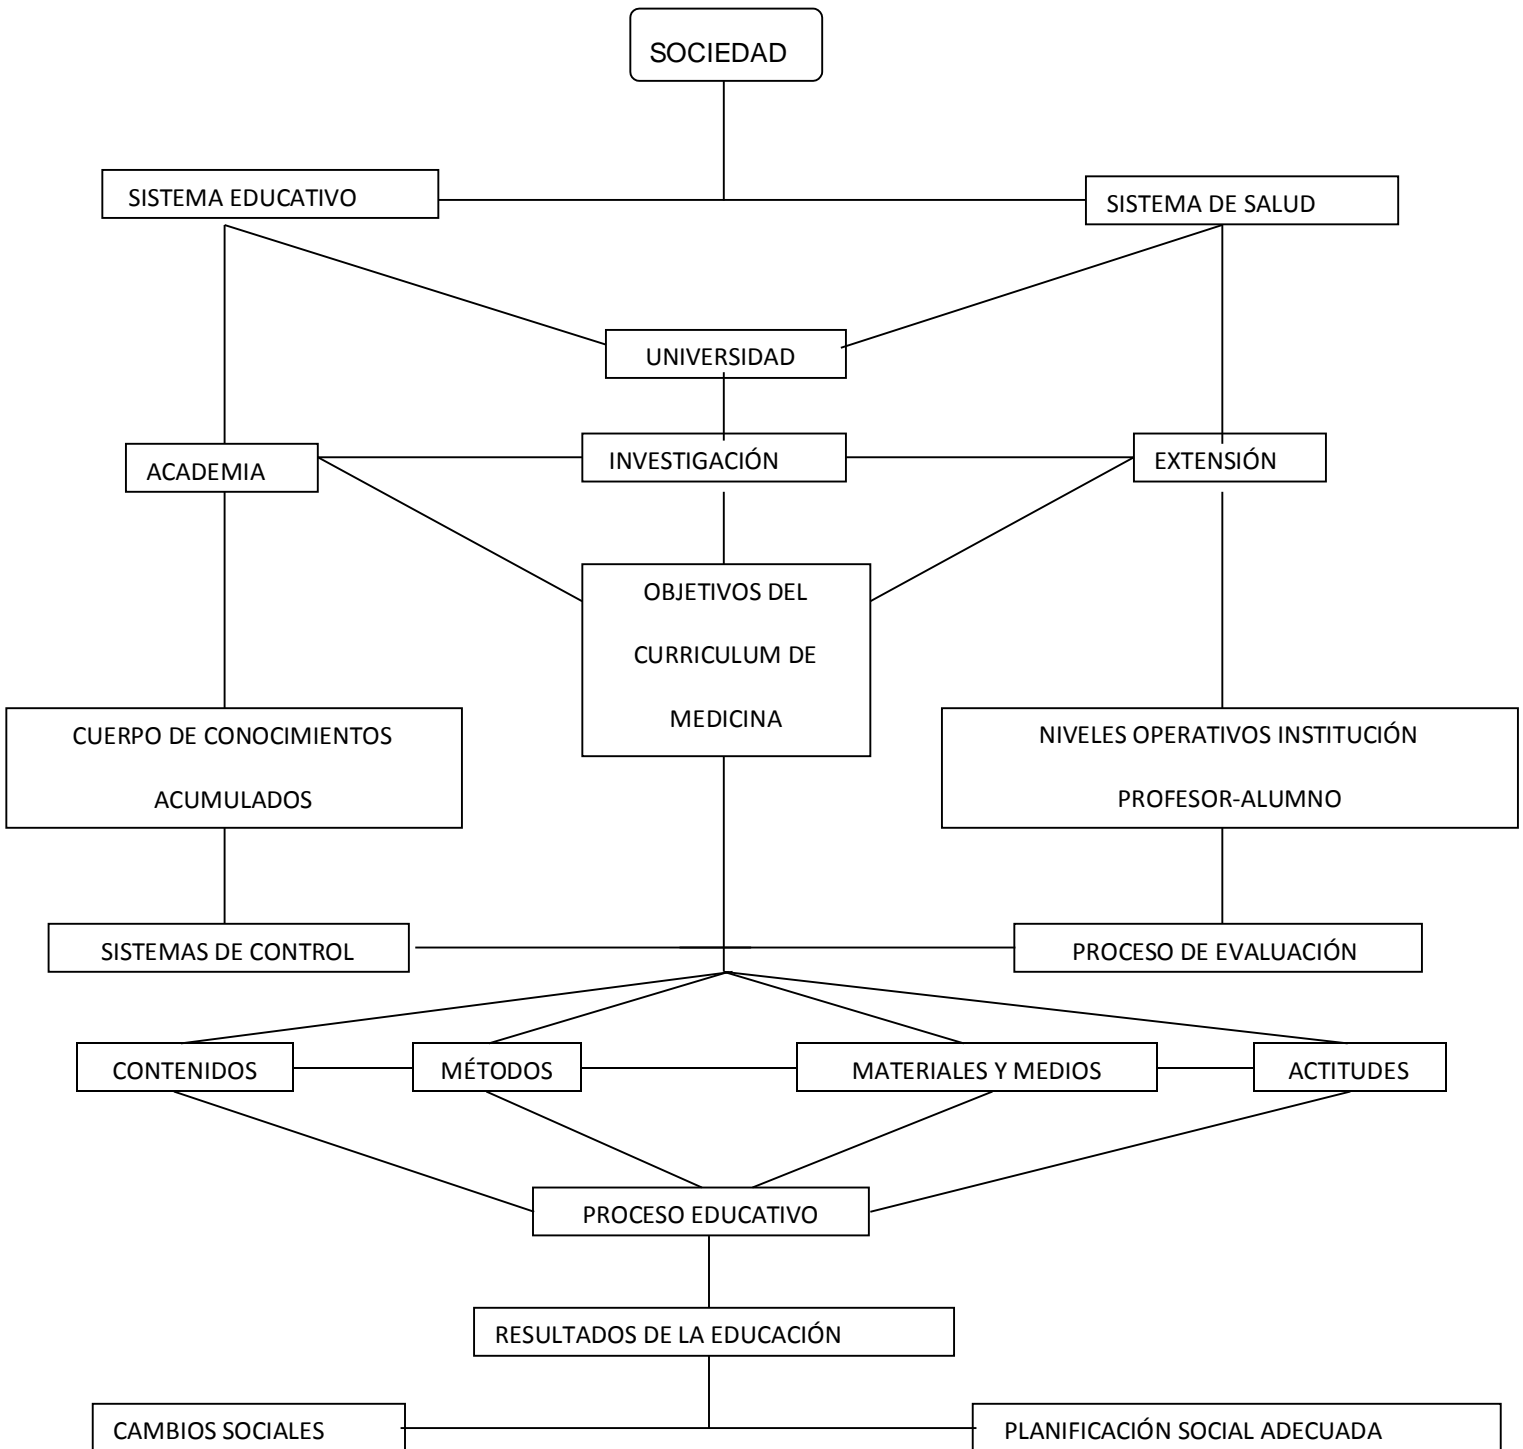 SOCIEDAD
SISTEMA EDUCATIVO
SISTEMA DE SALUD
UNIVERSIDAD
ACADEMIA
INVESTIGACIÓN
EXTENSIÓN
OBJETIVOS DEL
CURRICULUM DE
MEDICINA
CUERPO DE CONOCIMIENTOS
ACUMULADOS
NIVELES OPERATIVOS INSTITUCIÓN
PROFESOR-ALUMNO
SISTEMAS DE CONTROL
PROCESO DE EVALUACIÓN
CONTENIDOS
MÉTODOS
MATERIALES Y MEDIOS
ACTITUDES
PROCESO EDUCATIVO
RESULTADOS DE LA EDUCACIÓN
CAMBIOS SOCIALES
PLANIFICACIÓN SOCIAL ADECUADA